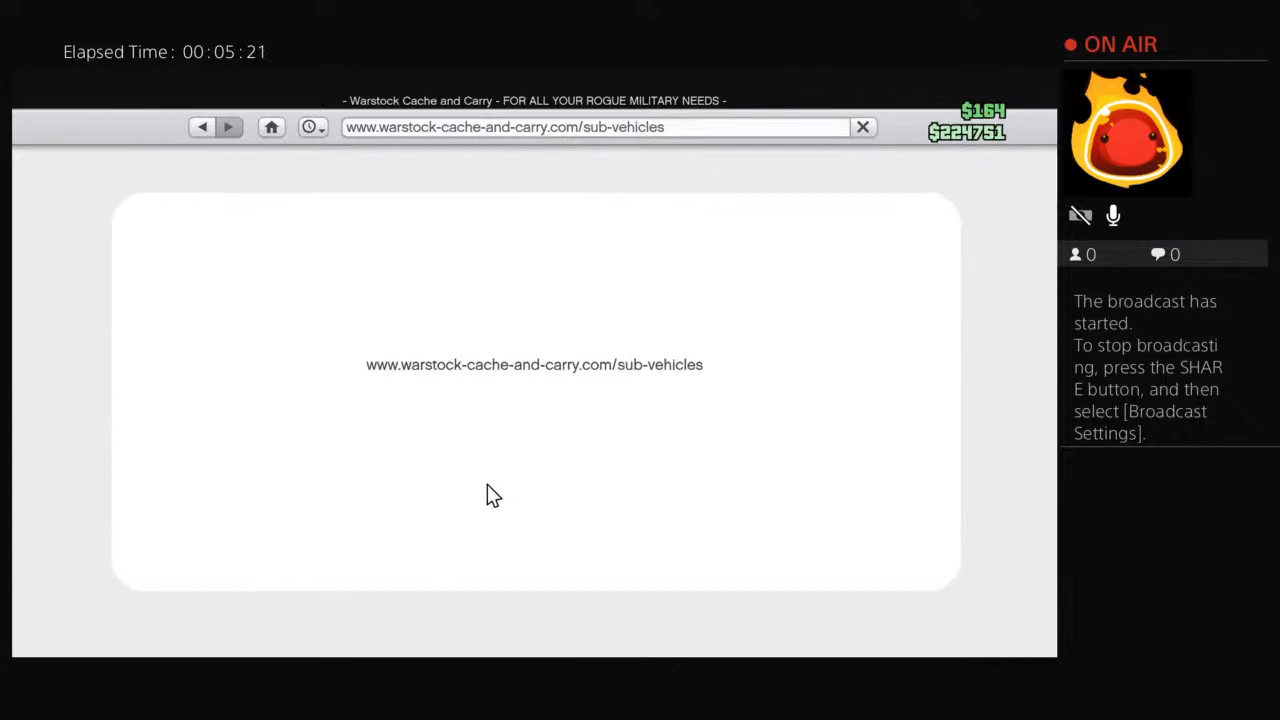 Elapsed Time: 00:05:21
ON AIR
- Warstock Cache and Carry - FOR ALL YOUR ROGUE MILITARY NEEDS -
$164
www.warstock-cache-and-carry.com/sub-vehicles
$224751
0 0
The broadcast has
started.
To stop broadcasti
ng, press the SHAR
E button, and then
select [Broadcast
Settings].
www.warstock-cache-and-carry.com/sub-vehicles